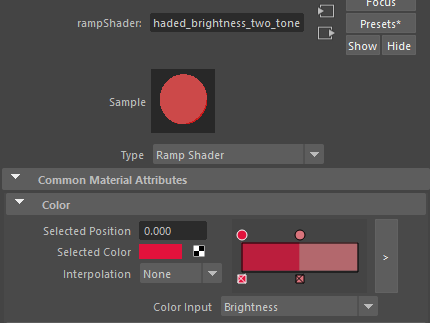 Focus
rampShader: haded_brightness_two_tone
Presets*
Show Hide
Sample
Type Ramp Shader
Common Material Attributes
Color
Selected Position 0.000
Selected Color
Interpolation None
>
Color Input Brightness